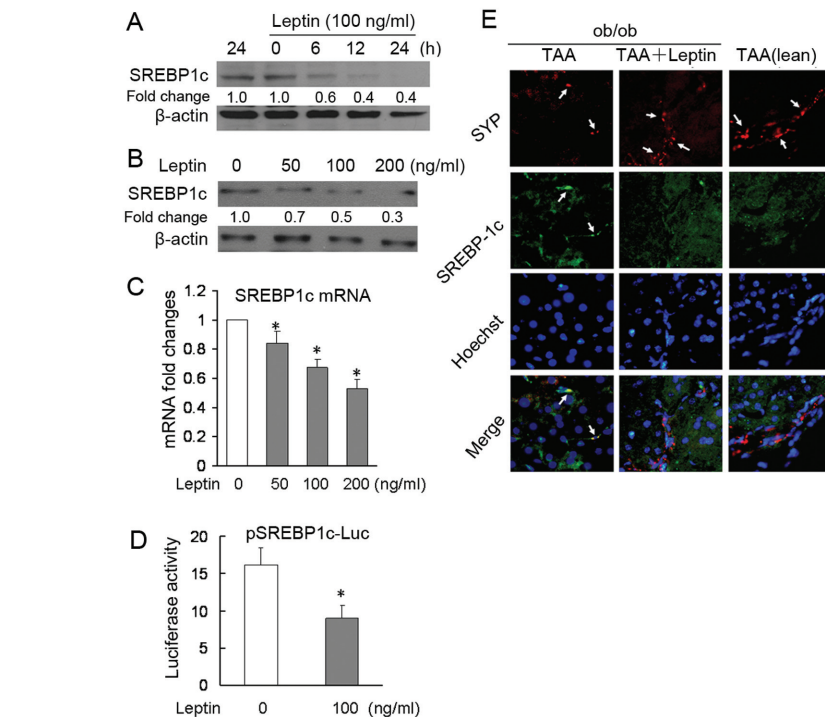 A
Leptin (100 ng/ml)
24 0 6 12 24 (h)
SREBP1c
Fold change 1.0 1.0 0.6 0.4 0.4
β-actin
B
Leptin 0 50 100 200 (ng/ml)
SREBP1c
Fold change 1.0 0.7 0.5 0.3
β-actin
C
SREBP1c mRNA
mRNA fold changes
1.2
1
0.8
0.6
0.4
0.2
0
* * *
Leptin 0 50 100 200 (ng/ml)
D
pSREBP1c-Luc
Luciferase activity
20
15
10
5
0
*
Leptin 0 100 (ng/ml)
E
ob/ob
TAA TAA+Leptin TAA(lean)
SYP
SREBP-1c
Hoechst
Merge